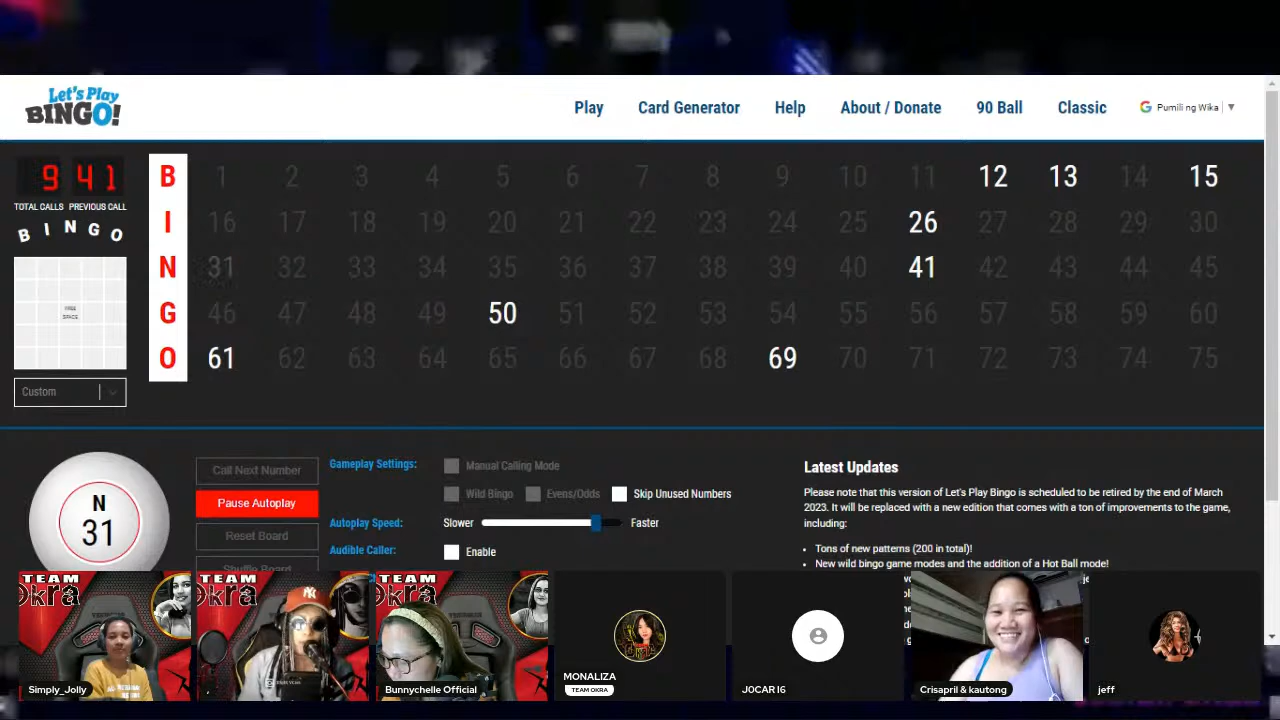 Let's Play
BINGO!
Play
Card Generator
Help
About / Donate
90 Ball
Classic
G Pumili ng Wika ▼
9 41
TOTAL CALLS PREVIOUS CALL
B I N G O
FREE
SPACE
Custom
B 1 2 3 4 5 6 7 8 9 10 11 12 13 14 15
I 16 17 18 19 20 21 22 23 24 25 26 27 28 29 30
N 31 32 33 34 35 36 37 38 39 40 41 42 43 44 45
G 46 47 48 49 50 51 52 53 54 55 56 57 58 59 60
O 61 62 63 64 65 66 67 68 69 70 71 72 73 74 75
N
31
Call Next Number
Pause Autoplay
Reset Board
Shuffle Board
Gameplay Settings:
Manual Calling Mode
Wild Bingo
Evens/Odds
Skip Unused Numbers
Autoplay Speed:
Slower
Faster
Audible Caller:
Enable
Latest Updates
Please note that this version of Let's Play Bingo is scheduled to be retired by the end of March
2023. It will be replaced with a new edition that comes with a ton of improvements to the game,
including:
• Tons of new patterns (200 in total)!
• New wild bingo game modes and the addition of a Hot Ball mode!
TEAM
Okra
Simply_Jolly
TEAM
Okra
TEAM
Okra
Bunnychelle Official
MONALIZA
TEAM OKRA
JOCAR I6
Crisapril & kautong
jeff